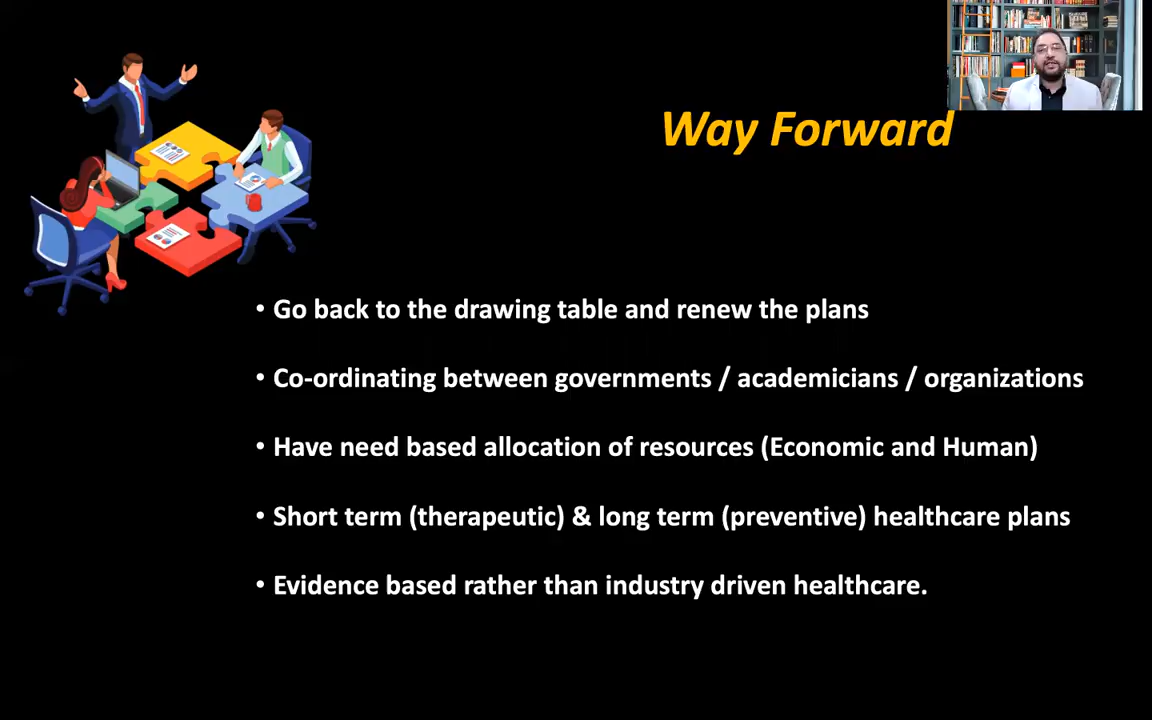 Way Forward
• Go back to the drawing table and renew the plans
• Co-ordinating between governments / academicians / organizations
• Have need based allocation of resources (Economic and Human)
• Short term (therapeutic) & long term (preventive) healthcare plans
• Evidence based rather than industry driven healthcare.